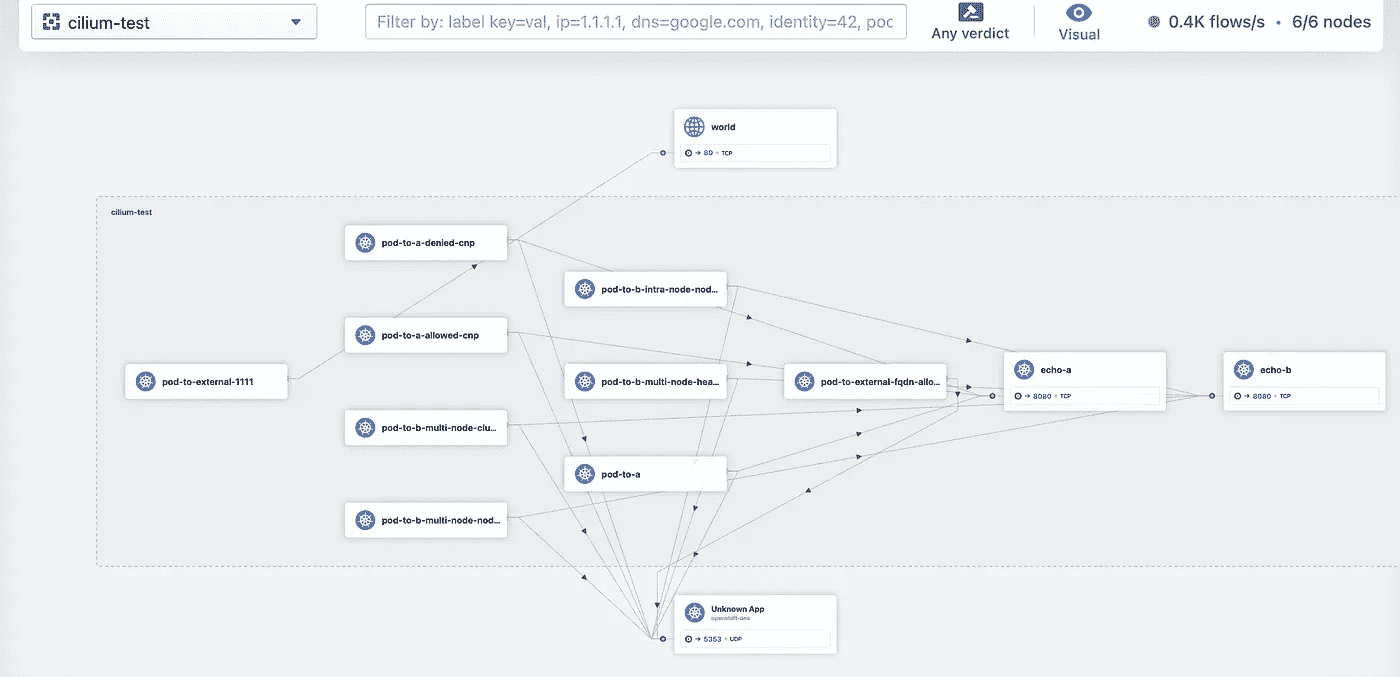 cilium-test
Filter by: label key=val, ip=1.1.1.1, dns=google.com, identity=42, poc
Any verdict
Visual
0.4K flows/s • 6/6 nodes
world
→ 80 • TCP
cilium-test
pod-to-a-denied-cnp
pod-to-b-intra-node-nod...
pod-to-a-allowed-cnp
pod-to-external-1111
pod-to-b-multi-node-hea...
pod-to-external-fqdn-allo...
echo-a
→ 8080 • TCP
echo-b
→ 8080 • TCP
pod-to-b-multi-node-clu...
pod-to-a
pod-to-b-multi-node-nod...
Unknown App
openshift-dns
→ 5353 • UDP